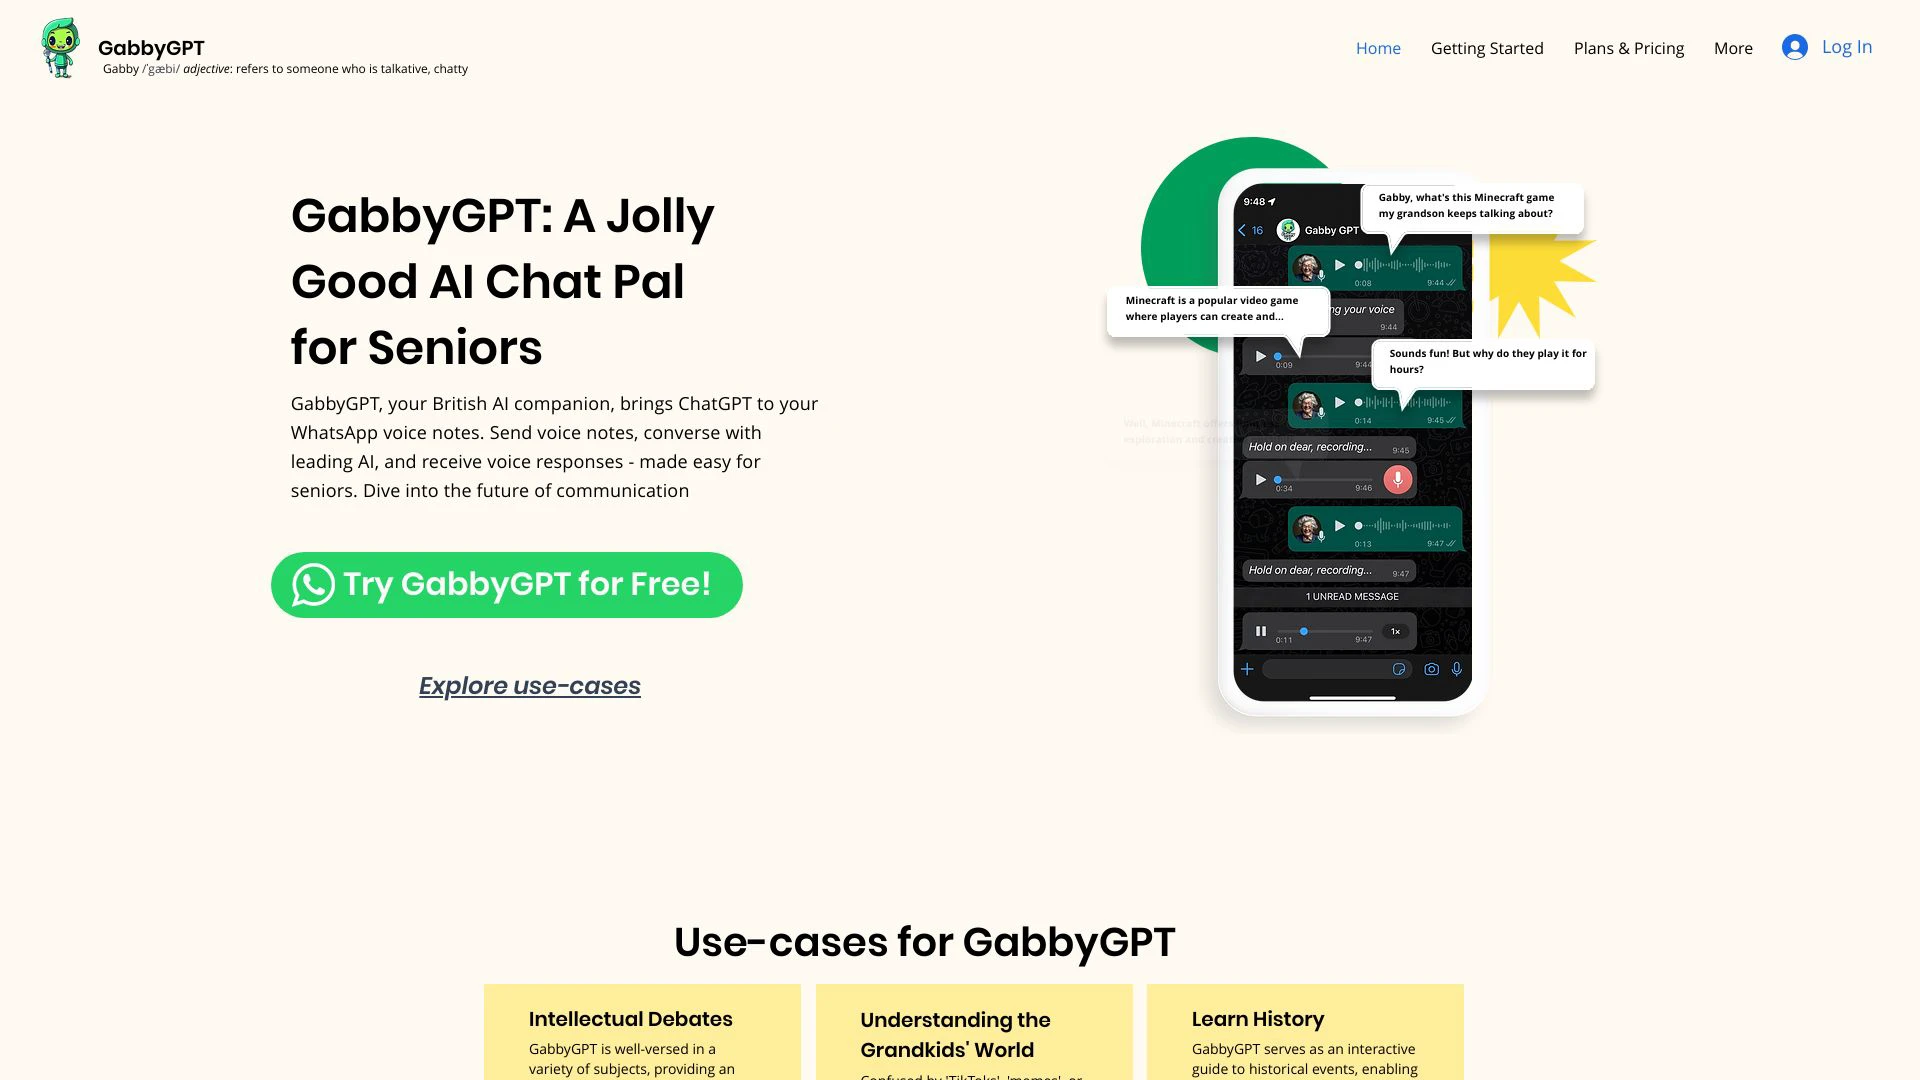 GabbyGPT
Gabby /ˈgæbi/ adjective: refers to someone who is talkative, chatty
Home
Getting Started
Plans & Pricing
More
Log In
GabbyGPT: A Jolly
Good AI Chat Pal
for Seniors
GabbyGPT, your British AI companion, brings ChatGPT to your
WhatsApp voice notes. Send voice notes, converse with
leading AI, and receive voice responses - made easy for
seniors. Dive into the future of communication
Try GabbyGPT for Free!
Explore use-cases
9:48
16
Gabby GPT
Gabby, what's this Minecraft game
my grandson keeps talking about?
0:08
9:44
Minecraft is a popular video game
where players can create and...
your voice
9:44
0:09
9:44
Sounds fun! But why do they play it for
hours?
0:14
9:45
Well, Minecraft offers
exploration and
Hold on dear, recording...
9:45
0:34
9:46
0:13
9:47
Hold on dear, recording...
9:47
1 UNREAD MESSAGE
0:11
9:47
1x
Use-cases for GabbyGPT
Intellectual Debates
GabbyGPT is well-versed in a
variety of subjects, providing an
Understanding the
Grandkids' World
Confused by 'TikToks', 'memes', or
Learn History
GabbyGPT serves as an interactive
guide to historical events, enabling